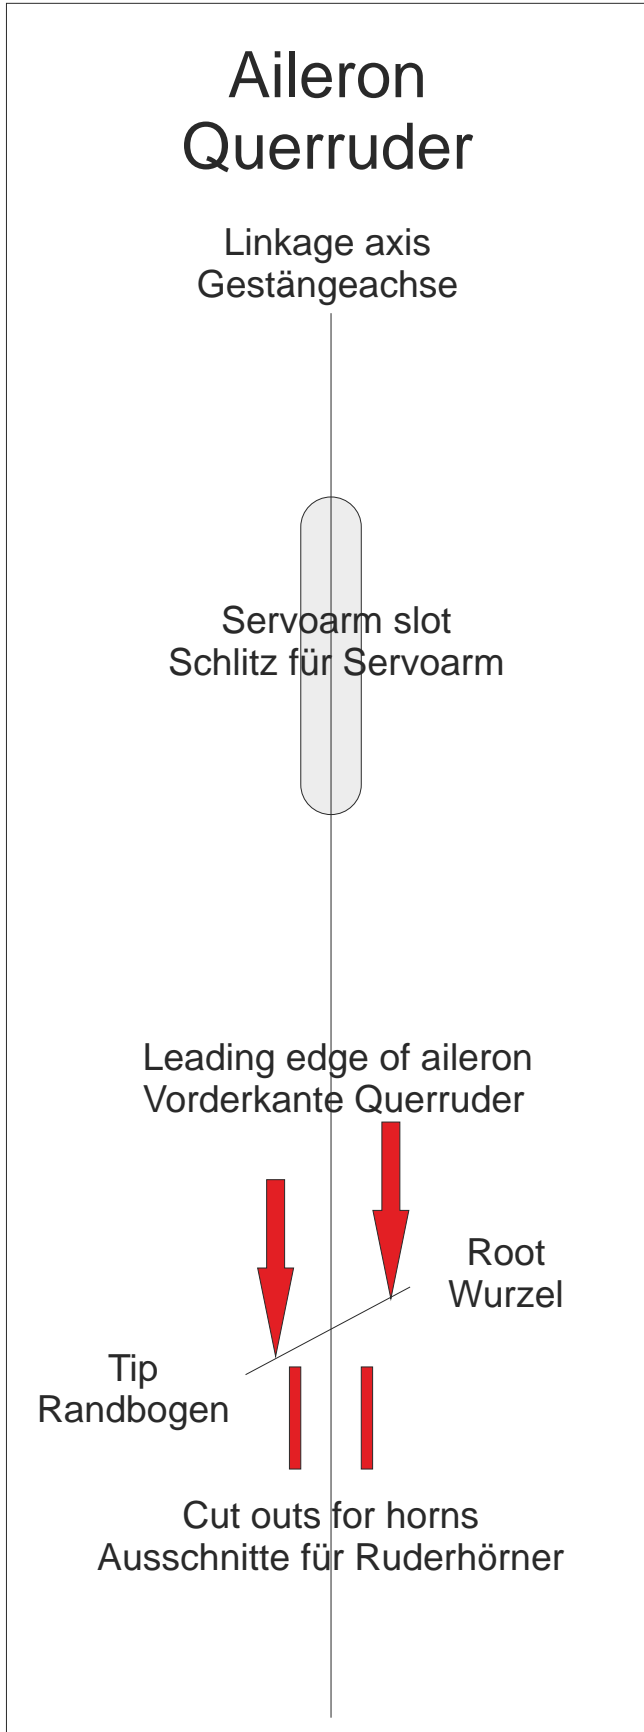 Aileron
Querruder
Linkage axis
Gestängeachse
Servoarm slot
Schlitz für Servoarm
Leading edge of aileron
Vorderkante Querruder
Root
Wurzel
Tip
Randbogen
Cut outs for horns
Ausschnitte für Ruderhörner